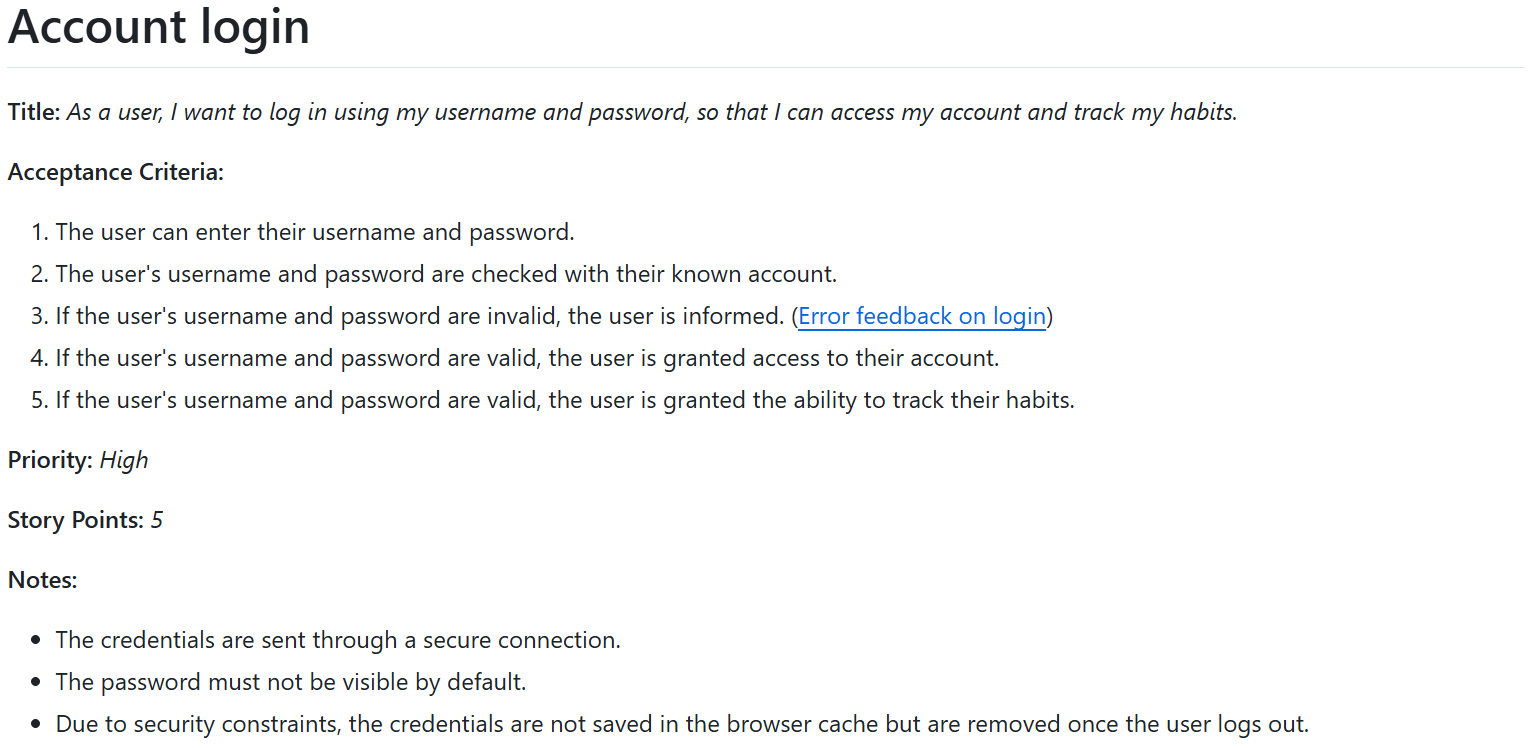 Account login
Title: As a user, I want to log in using my username and password, so that I can access my account and track my habits.
Acceptance Criteria:
1. The user can enter their username and password.
2. The user's username and password are checked with their known account.
3. If the user's username and password are invalid, the user is informed. (Error feedback on login)
4. If the user's username and password are valid, the user is granted access to their account.
5. If the user's username and password are valid, the user is granted the ability to track their habits.
Priority: High
Story Points: 5
Notes:
• The credentials are sent through a secure connection.
• The password must not be visible by default.
• Due to security constraints, the credentials are not saved in the browser cache but are removed once the user logs out.